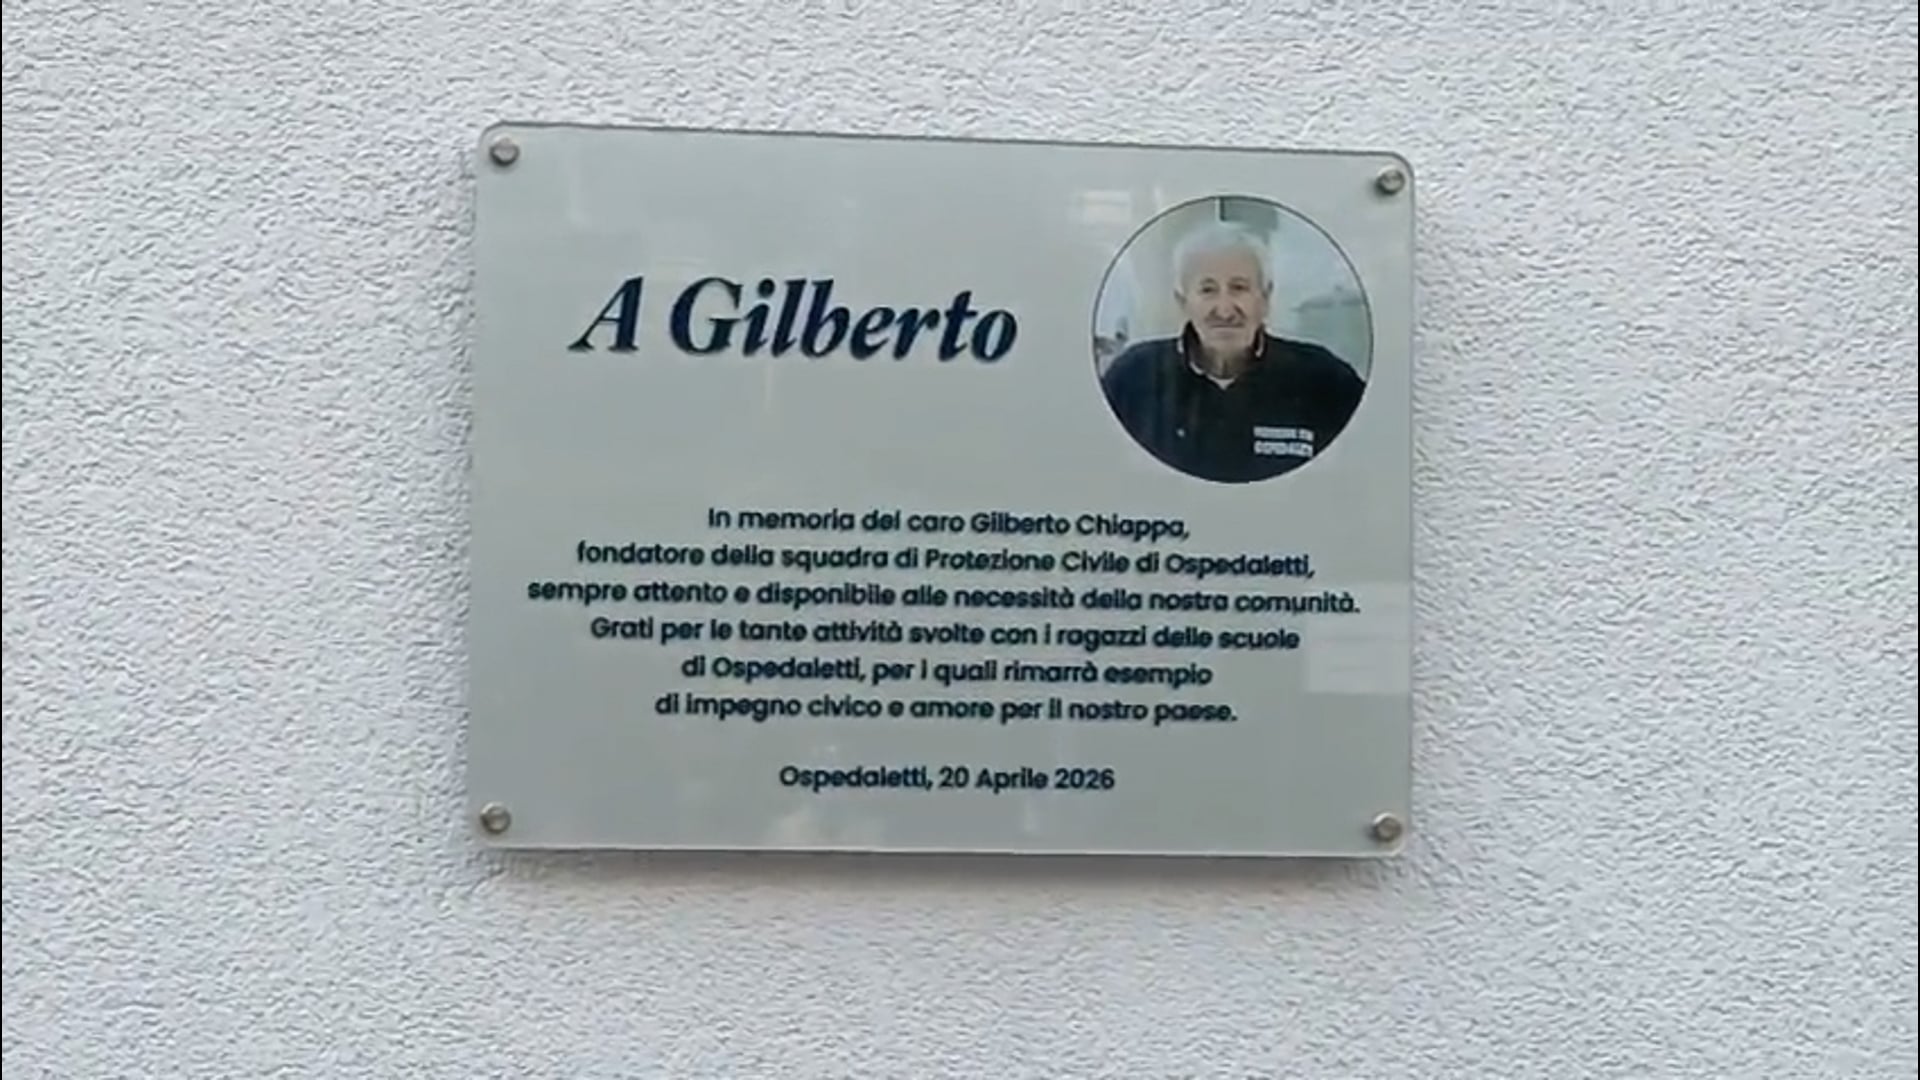 A Gilberto
In memoria del caro Gilberto Chiappa,
fondatore della squadra di Protezione Civile di Ospedaletti,
sempre attento e disponibile alle necessità della nostra comunità.
Grati per le tante attività svolte con i ragazzi delle scuole
di Ospedaletti, per i quali rimarrà esempio
di impegno civico e amore per il nostro paese.
Ospedaletti, 20 Aprile 2026